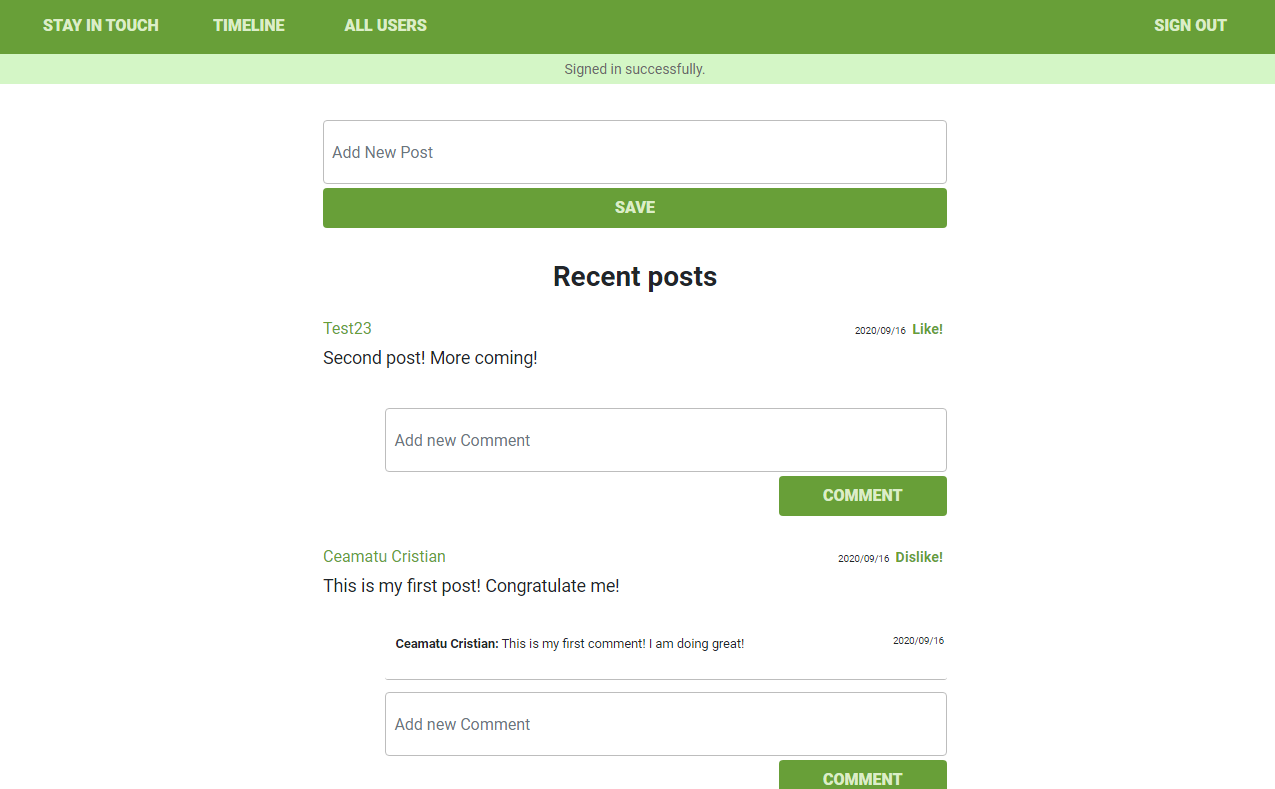 STAY IN TOUCH TIMELINE ALL USERS SIGN OUT
Signed in successfully.
Add New Post
SAVE
Recent posts
Test23 2020/09/16 Like!
Second post! More coming!
Add new Comment
COMMENT
Ceamatu Cristian 2020/09/16 Dislike!
This is my first post! Congratulate me!
Ceamatu Cristian: This is my first comment! I am doing great! 2020/09/16
Add new Comment
COMMENT